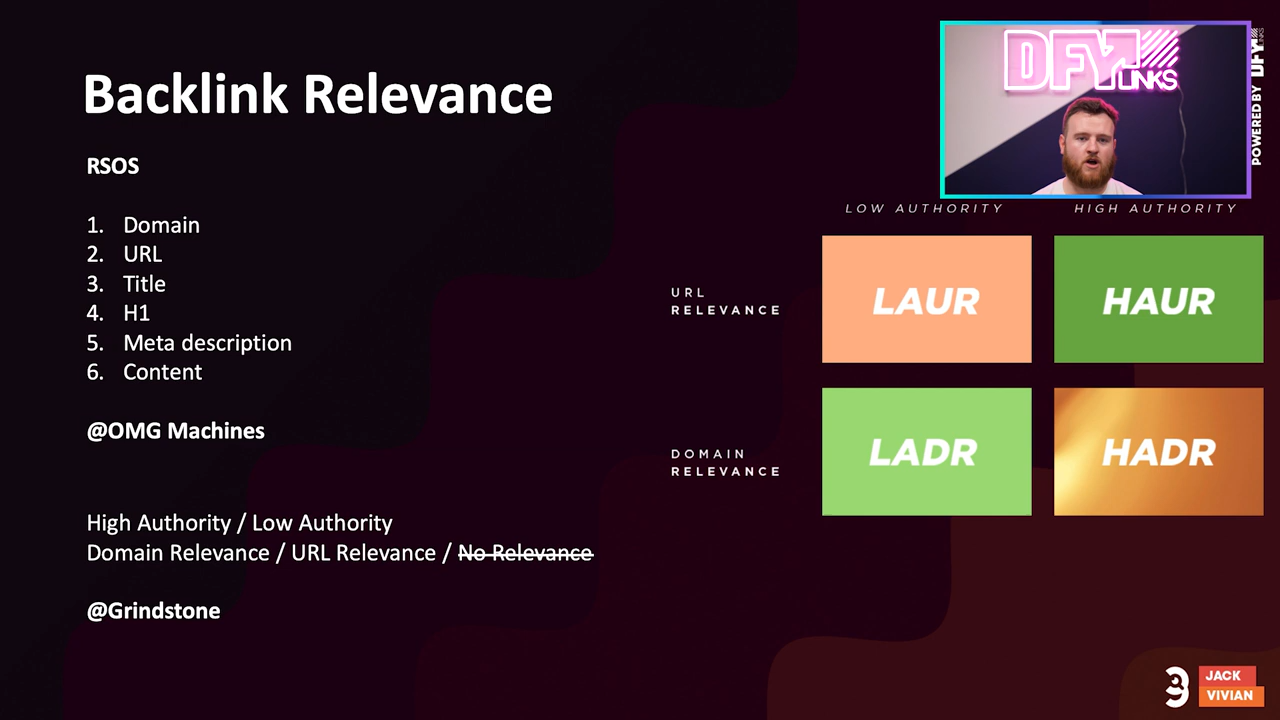 Backlink Relevance
RSOS
1. Domain
2. URL
3. Title
4. H1
5. Meta description
6. Content
@OMG Machines
High Authority / Low Authority
Domain Relevance / URL Relevance / No Relevance
@Grindstone
DFY LINKS
POWERED BY DFY LINKS
LOW AUTHORITY
HIGH AUTHORITY
URL
RELEVANCE
LAUR
HAUR
DOMAIN
RELEVANCE
LADR
HADR
JACK
VIVIAN